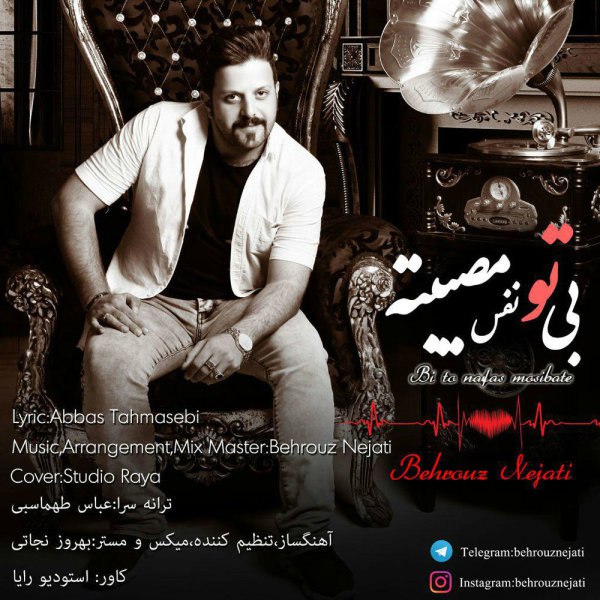 بی تو نفس مصیبته
Bi to nafas mosibate
Behrouz Nejati
Lyric:Abbas Tahmasebi
Music,Arrangement,Mix Master:Behrouz Nejati
Cover:Studio Raya
ترانه سرا:عباس طهماسبی
آهنگساز،تنظیم کننده،میکس و مستر:بهروز نجاتی
کاور: استودیو رایا
Telegram:behrouznejati
Instagram:behrouznejati